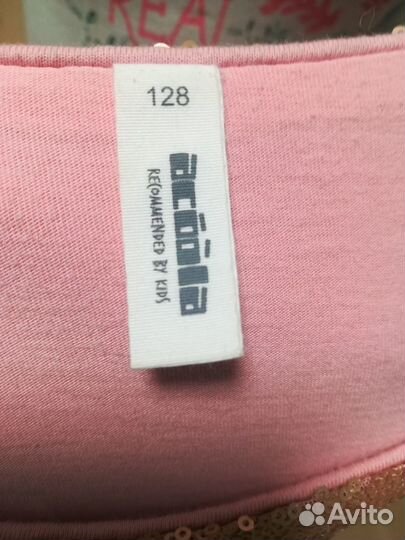 REAL
128
acoola
RECOMMENDED BY KIDS
Avito